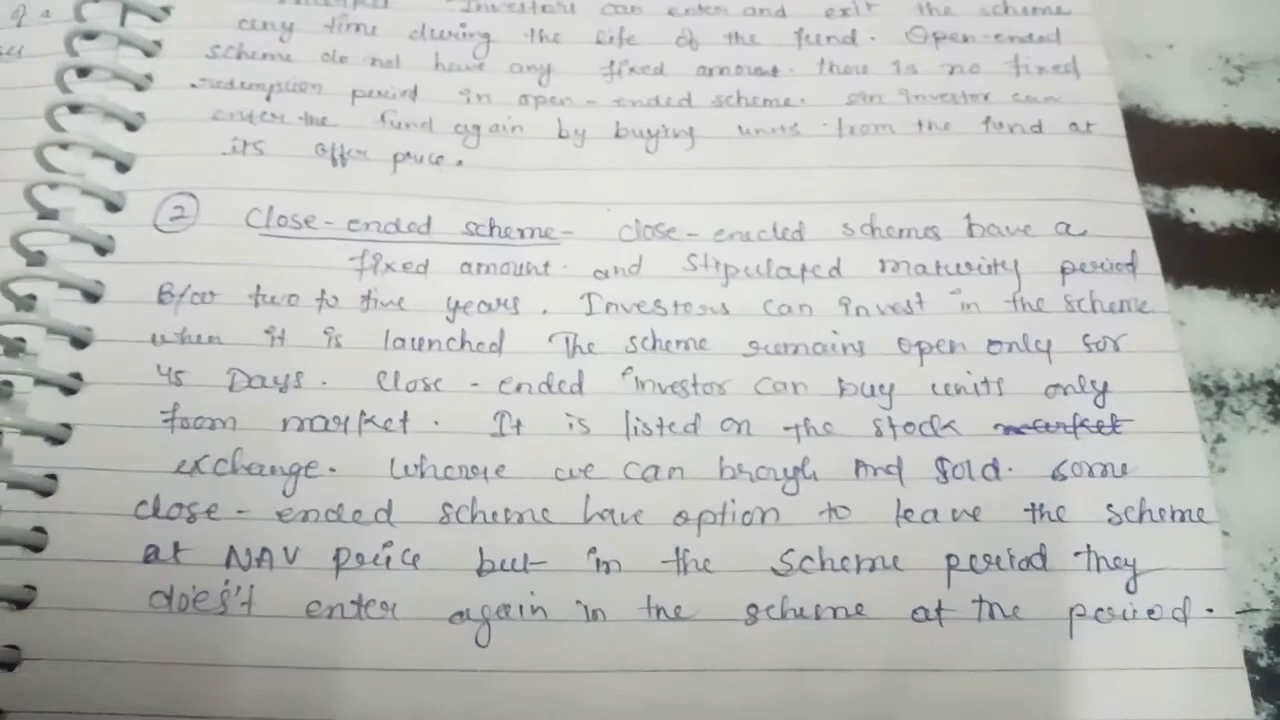 Investors can enter and exit the scheme
any time during the life of the fund. Open-ended
scheme do not have any fixed amount. there is no fixed
redemption period in open-ended scheme. an investor can
enter the fund again by buying units from the fund at
its offer price.
② Close-ended scheme- close-ended schemes have a
fixed amount. and stipulated maturity period
B/w two to five years. Investors can invest in the scheme
when it is launched The scheme remains open only for
45 Days. Close-ended investor can buy units only
from market. It is listed on the stock market
exchange. Where we can brough And sold. some
close-ended scheme have option to leave the scheme
at NAV price but in the scheme period they
does't enter again in the scheme at the period.